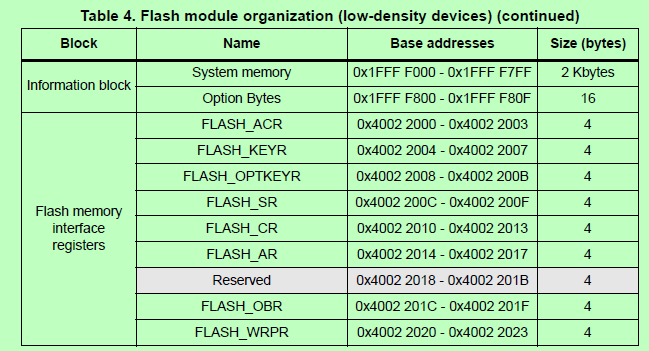 Table 4. Flash module organization (low-density devices) (continued)
Block Name Base addresses Size (bytes)
Information block
System memory 0x1FFF F000 - 0x1FFF F7FF 2 Kbytes
Option Bytes 0x1FFF F800 - 0x1FFF F80F 16
Flash memory
interface
registers
FLASH_ACR 0x4002 2000 - 0x4002 2003 4
FLASH_KEYR 0x4002 2004 - 0x4002 2007 4
FLASH_OPTKEYR 0x4002 2008 - 0x4002 200B 4
FLASH_SR 0x4002 200C - 0x4002 200F 4
FLASH_CR 0x4002 2010 - 0x4002 2013 4
FLASH_AR 0x4002 2014 - 0x4002 2017 4
Reserved 0x4002 2018 - 0x4002 201B 4
FLASH_OBR 0x4002 201C - 0x4002 201F 4
FLASH_WRPR 0x4002 2020 - 0x4002 2023 4